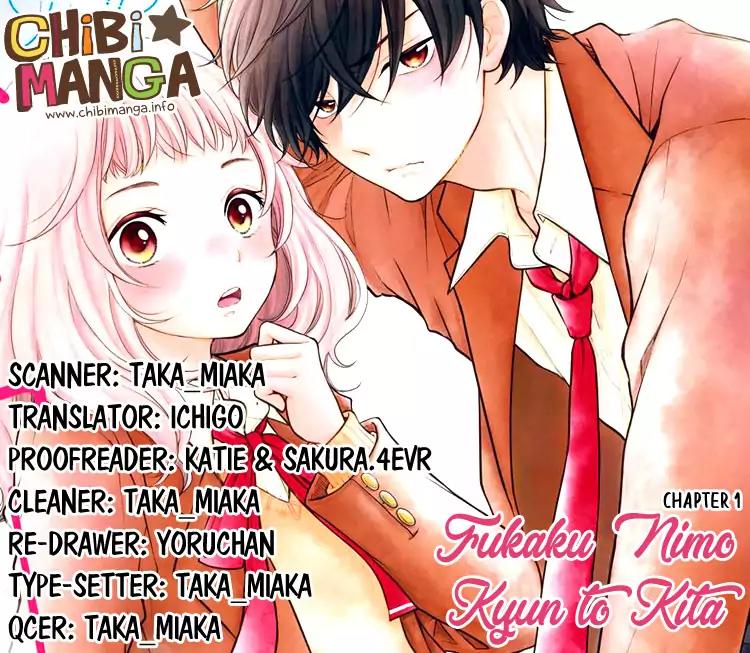 CHiBi
MANGA
www.chibimanga.info
SCANNER: TAKA_MIAKA
TRANSLATOR: ICHIGO
PROOFREADER: KATIE & SAKURA.4EVR
CLEANER: TAKA_MIAKA
RE-DRAWER: YORUCHAN
TYPE-SETTER: TAKA_MIAKA
QCER: TAKA_MIAKA
CHAPTER 1
Fukaku Nimo
Kyun to Kita